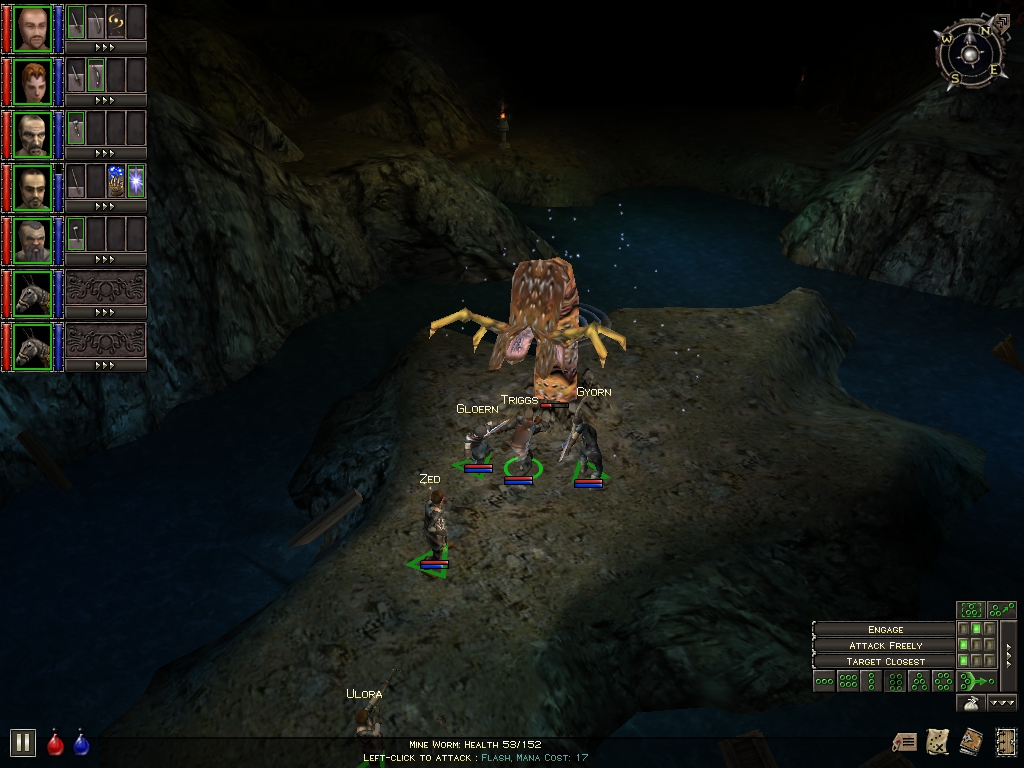 N
W
E
S
Gyorn
Triggs
Gloern
Zed
Engage
Attack Freely
Target Closest
Ulora
Mine Worm: Health 53/152
Left-click to attack : Flash, Mana Cost: 17